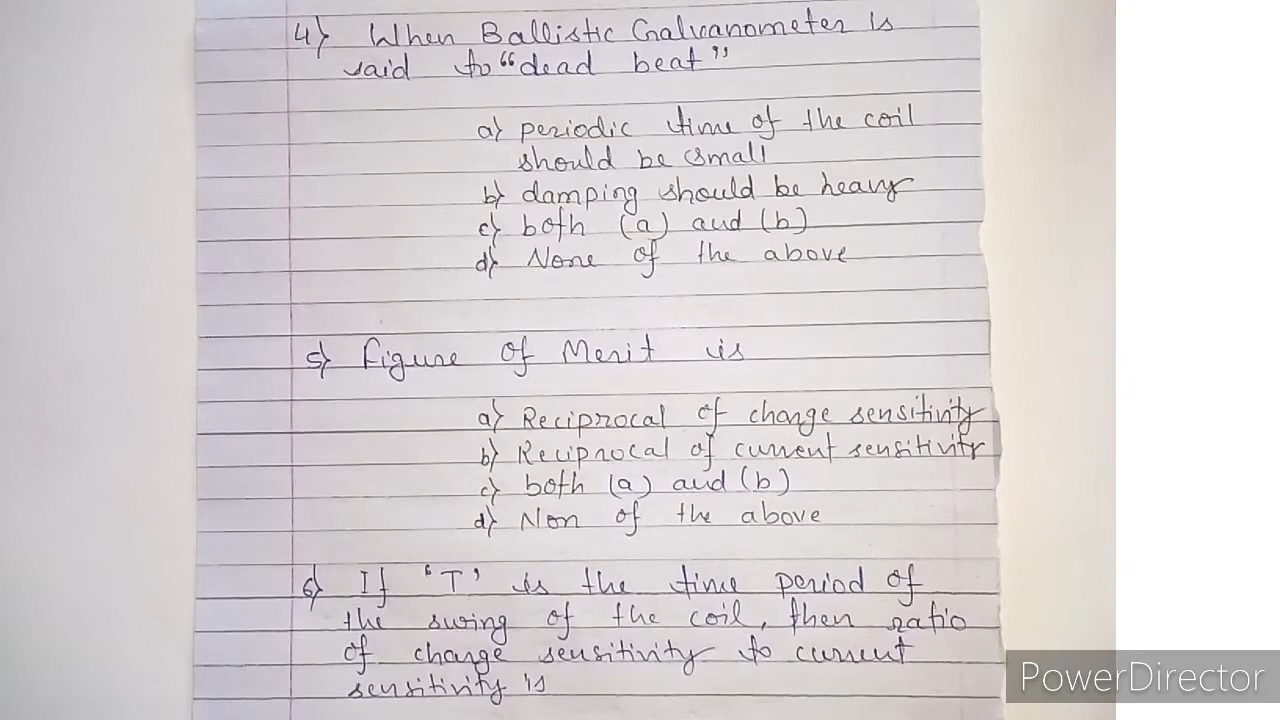 4) When Ballistic Galvanometer is
said to "dead beat"
a) periodic time of the coil
should be small
b) damping should be heavy
c) both (a) and (b)
d) None of the above
5) Figure of Merit is
a) Reciprocal of charge sensitivity
b) Reciprocal of current sensitivity
c) both (a) and (b)
d) Non of the above
6) If 'T' is the time period of
the swing of the coil, then ratio
of charge sensitivity to current
sensitivity is
PowerDirector